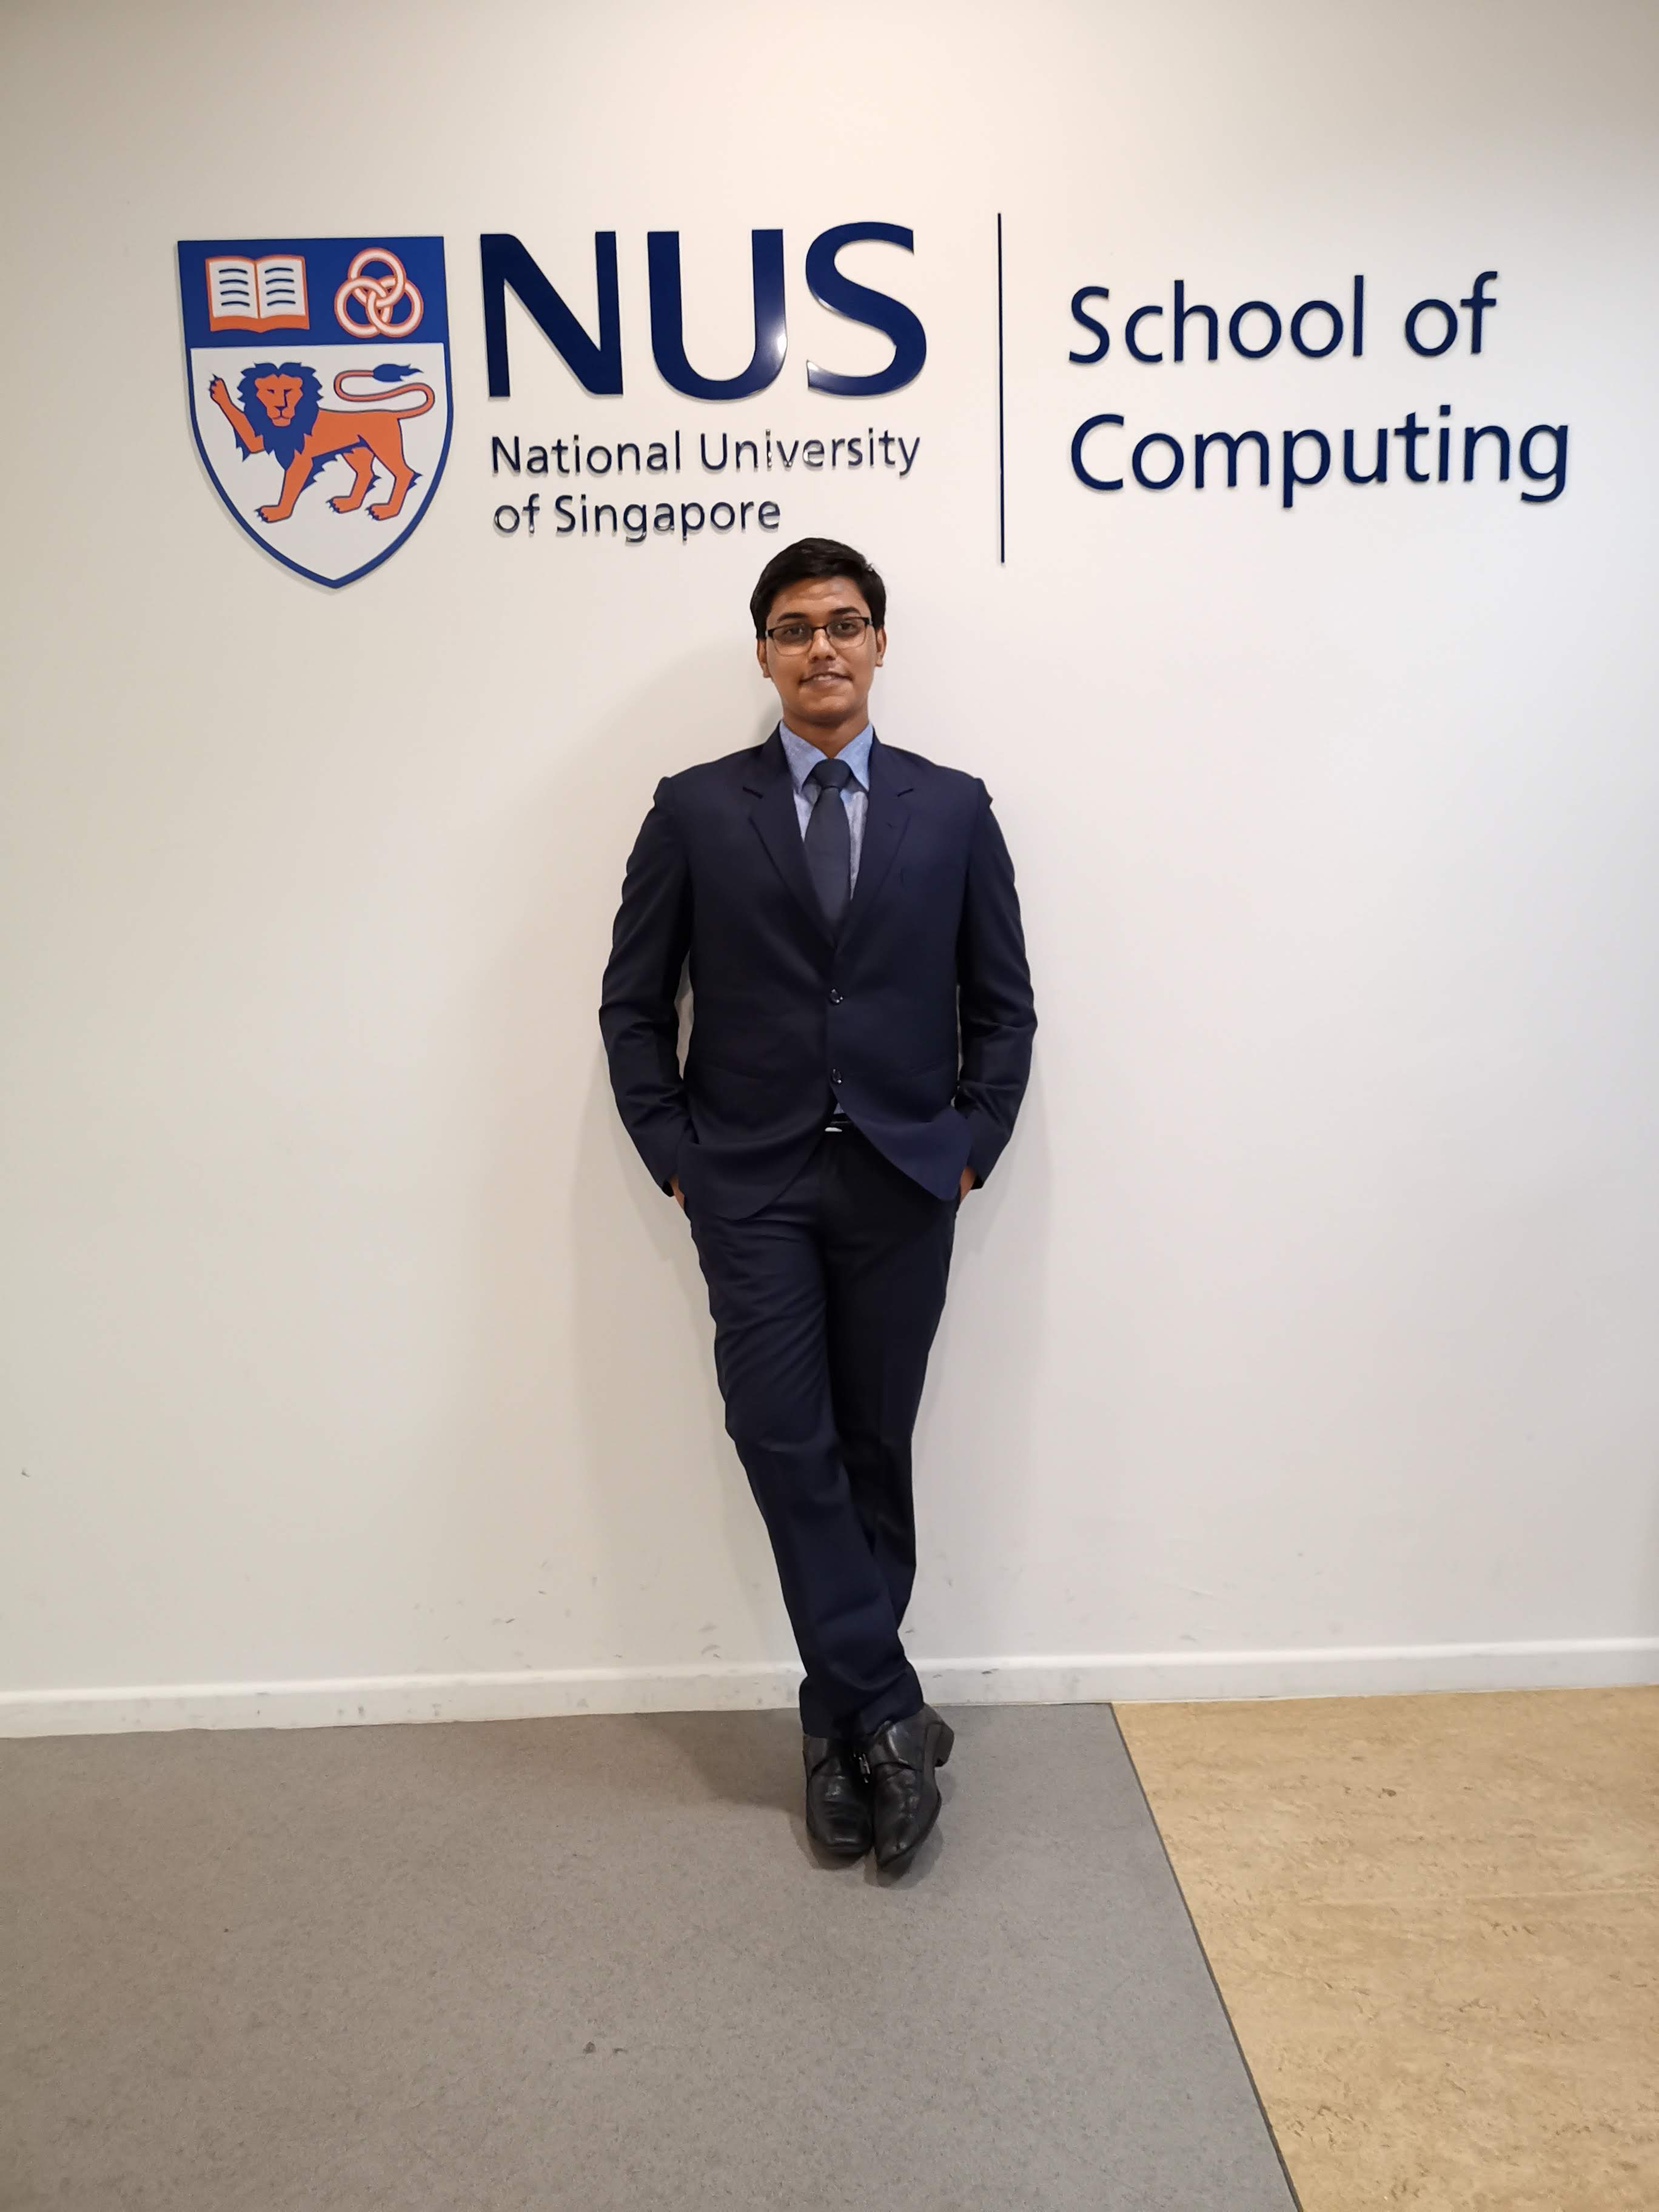 NUS
National University
of Singapore
School of
Computing